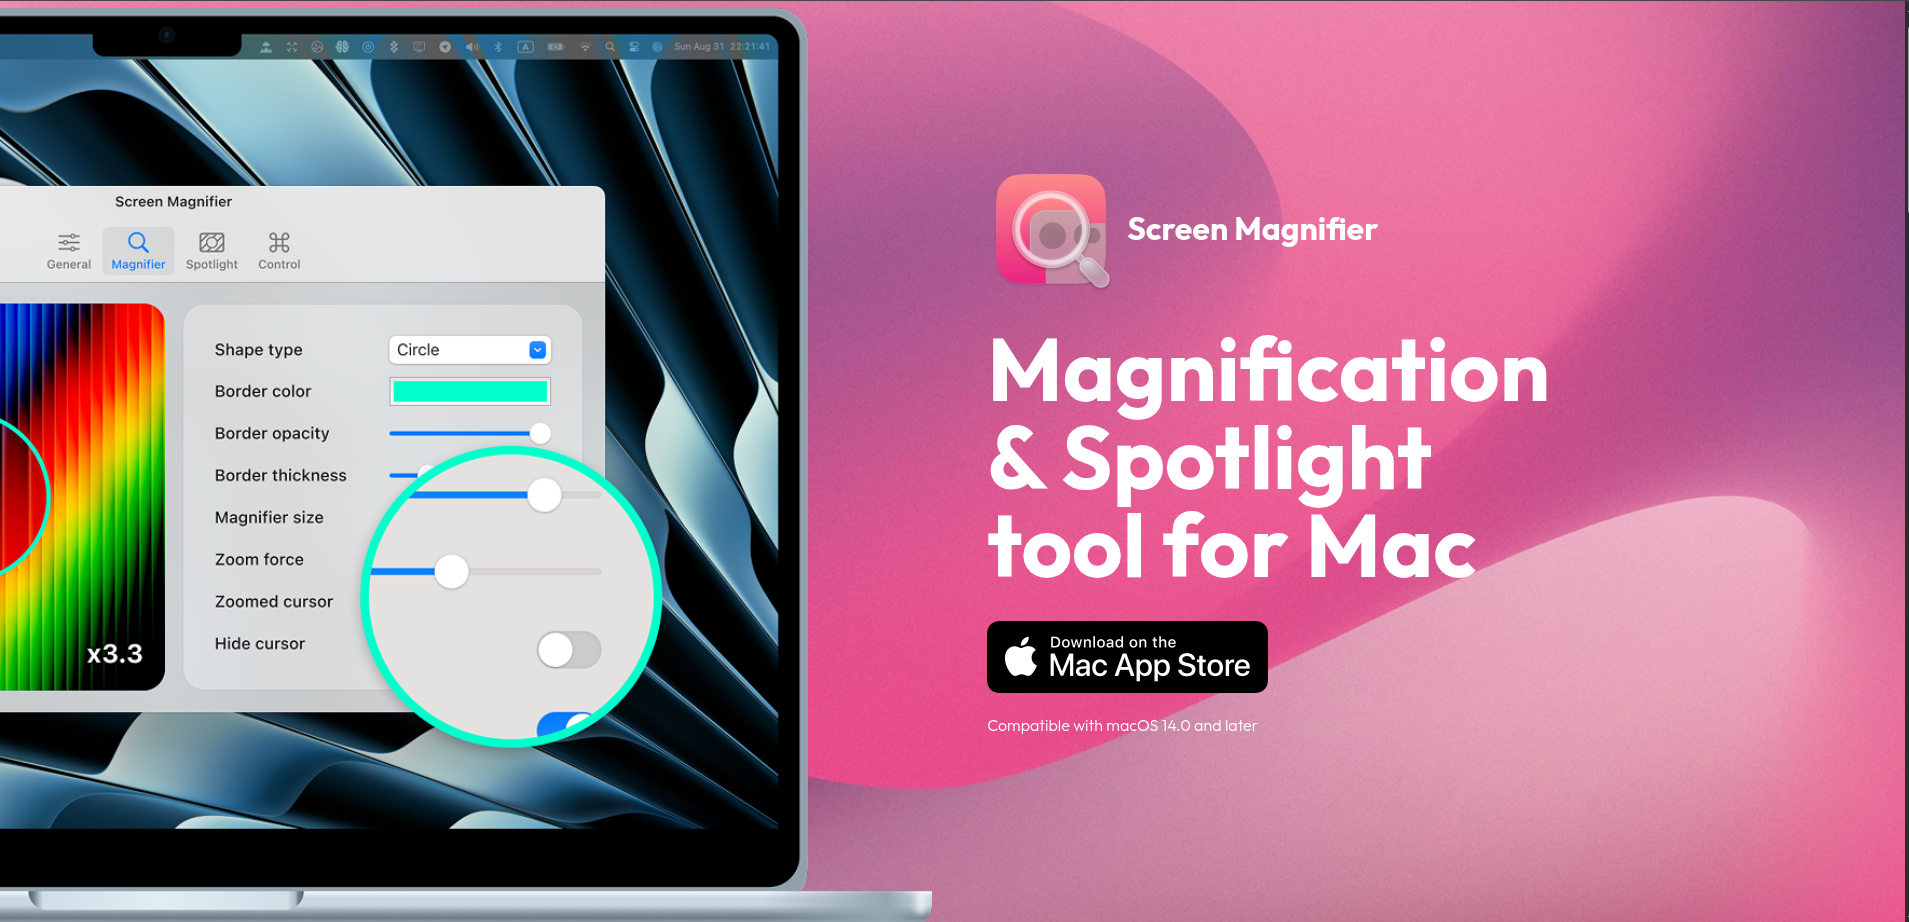 Sun Aug 31 22:21:41
A
Screen Magnifier
General Magnifier Spotlight Control
Shape type Circle
Border color
Border opacity
Border thickness
Magnifier size
Zoom force
Zoomed cursor
Hide cursor
x3.3
Screen Magnifier
Magnification
& Spotlight
tool for Mac
Download on the
Mac App Store
Compatible with macOS 14.0 and later